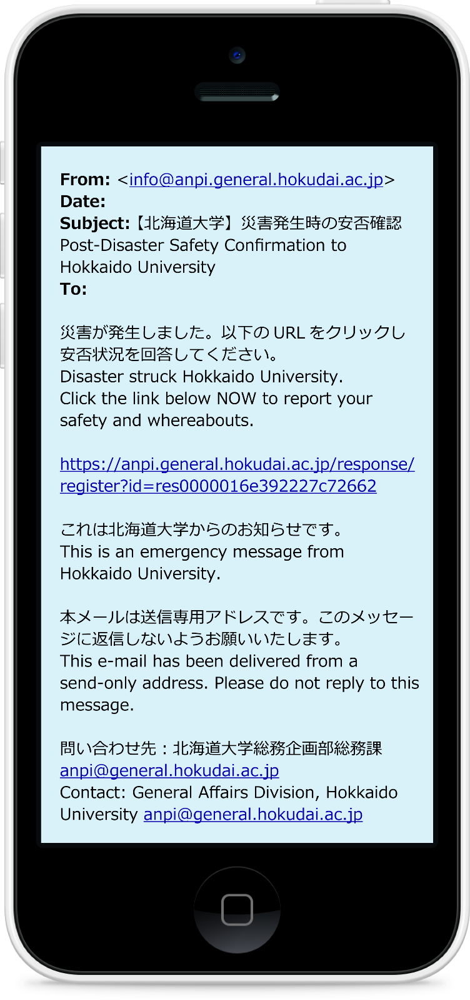 From: <info@anpi.general.hokudai.ac.jp>
Date:
Subject:【北海道大学】災害発生時の安否確認
Post-Disaster Safety Confirmation to
Hokkaido University
To:
災害が発生しました。以下の URL をクリックし
安否状況を回答してください。
Disaster struck Hokkaido University.
Click the link below NOW to report your
safety and whereabouts.
https://anpi.general.hokudai.ac.jp/response/
register?id=res0000016e392227c72662
これは北海道大学からのお知らせです。
This is an emergency message from
Hokkaido University.
本メールは送信専用アドレスです。このメッセー
ジに返信しないようお願いいたします。
This e-mail has been delivered from a
send-only address. Please do not reply to this
message.
問い合わせ先：北海道大学総務企画部総務課
anpi@general.hokudai.ac.jp
Contact: General Affairs Division, Hokkaido
University anpi@general.hokudai.ac.jp